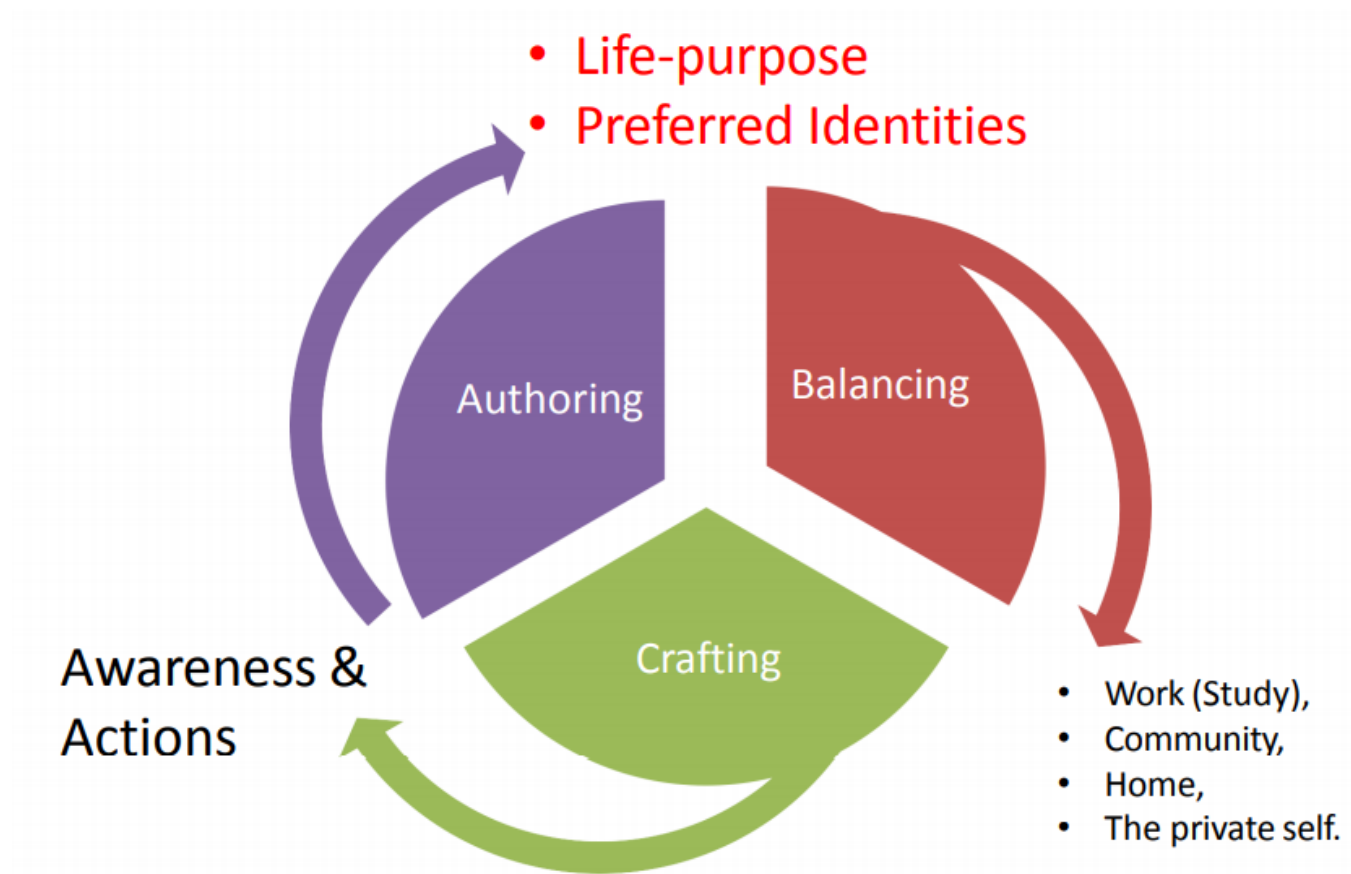 • Life-purpose
• Preferred Identities
Authoring
Balancing
Crafting
Awareness &
Actions
• Work (Study),
• Community,
• Home,
• The private self.